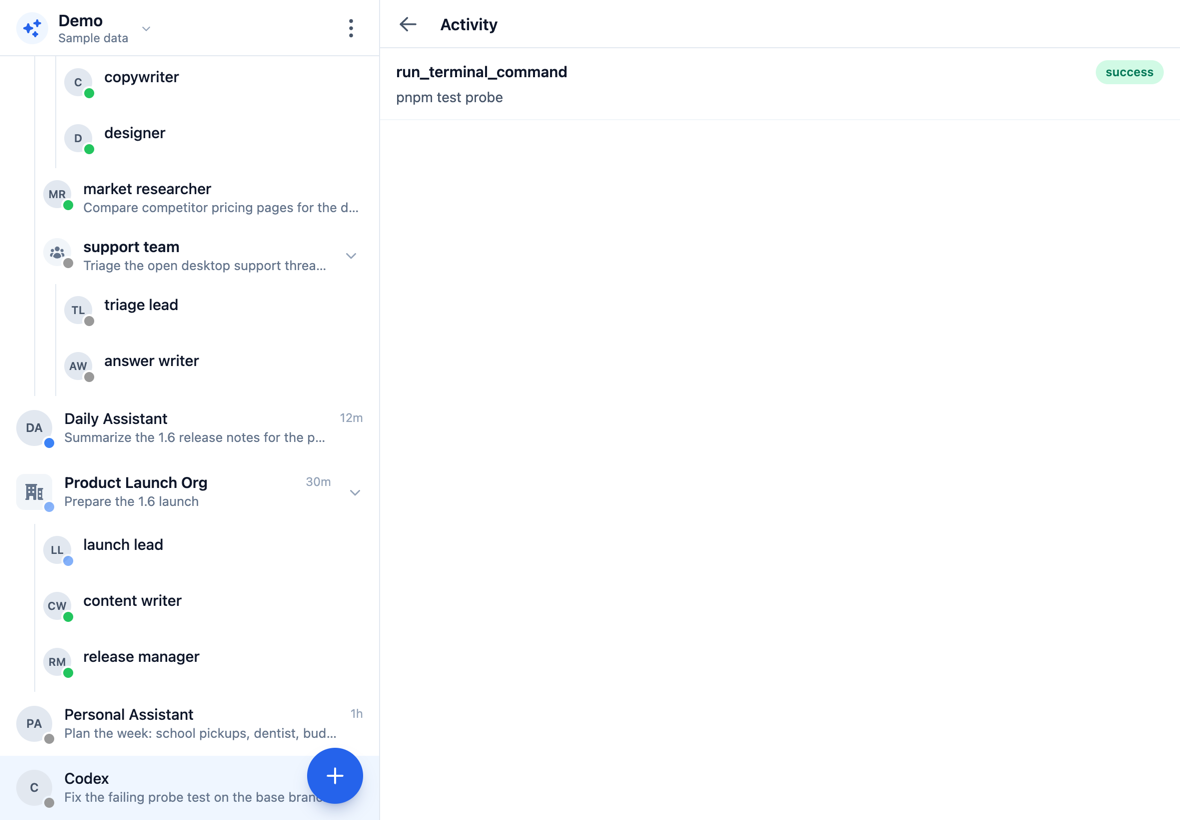 Demo
Sample data
C
copywriter
D
designer
MR
market researcher
Compare competitor pricing pages for the d...
support team
Triage the open desktop support threa...
TL
triage lead
AW
answer writer
DA
Daily Assistant
12m
Summarize the 1.6 release notes for the p...
Product Launch Org
30m
Prepare the 1.6 launch
LL
launch lead
CW
content writer
RM
release manager
PA
Personal Assistant
1h
Plan the week: school pickups, dentist, bud...
C
Codex
Fix the failing probe test on the base
Activity
run_terminal_command
success
pnpm test probe